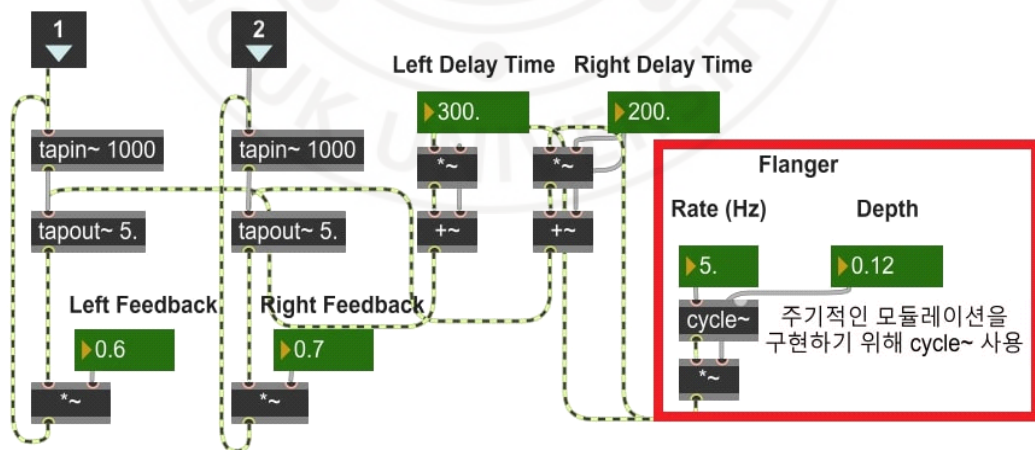 1
2
Left Delay Time
Right Delay Time
300.
200.
tapin~ 1000
tapin~ 1000
*~
*~
tapout~ 5.
tapout~ 5.
+~
+~
Left Feedback
Right Feedback
0.6
0.7
*~
*~
Flanger
Rate (Hz)
Depth
5.
0.12
cycle~
주기적인 모듈레이션을
구현하기 위해 cycle~ 사용
*~